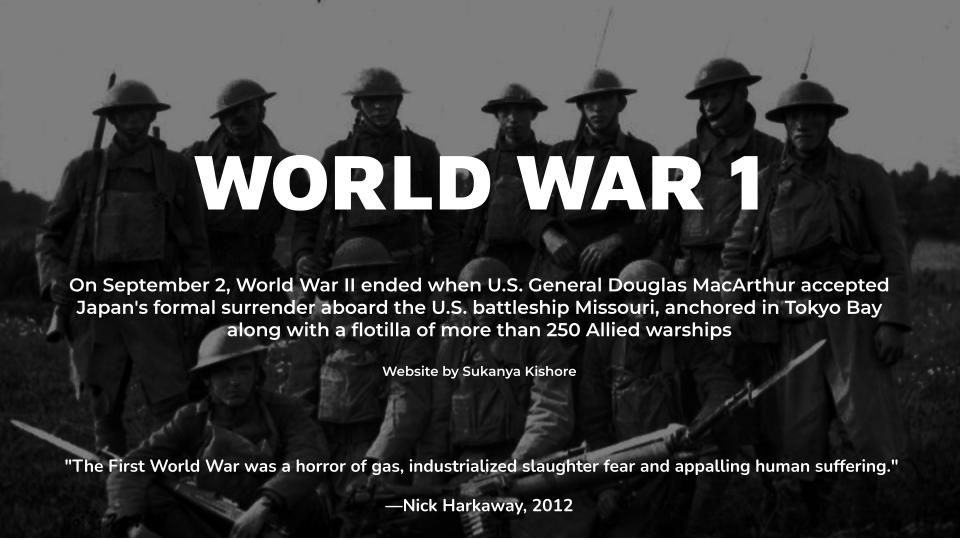 WORLD WAR 1
On September 2, World War II ended when U.S. General Douglas MacArthur accepted
Japan's formal surrender aboard the U.S. battleship Missouri, anchored in Tokyo Bay
along with a flotilla of more than 250 Allied warships
Website by Sukanya Kishore
"The First World War was a horror of gas, industrialized slaughter fear and appalling human suffering."
—Nick Harkaway, 2012